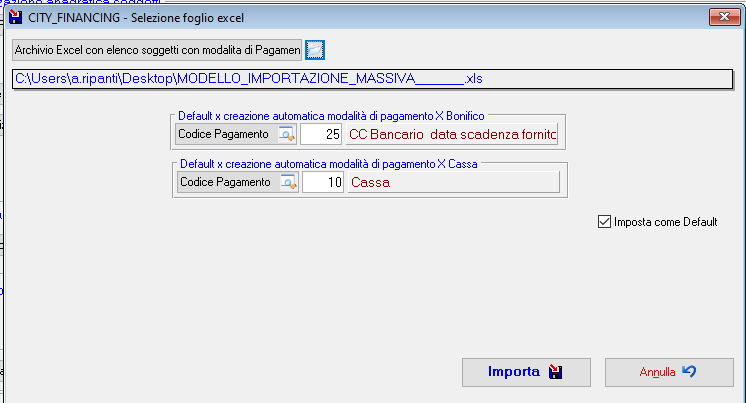 CITY_FINANCING - Selezione foglio excel
Archivio Excel con elenco soggetti con modalita di Pagamen
C:\Users\a.ripanti\Desktop\MODELLO_IMPORTAZIONE_MASSIVA_______.xls
Default x creazione automatica modalità di pagamento X Bonifico
Codice Pagamento 25 CC Bancario data scadenza fornito
Default x creazione automatica modalità di pagamento X Cassa
Codice Pagamento 10 Cassa
Imposta come Default
Importa Annulla